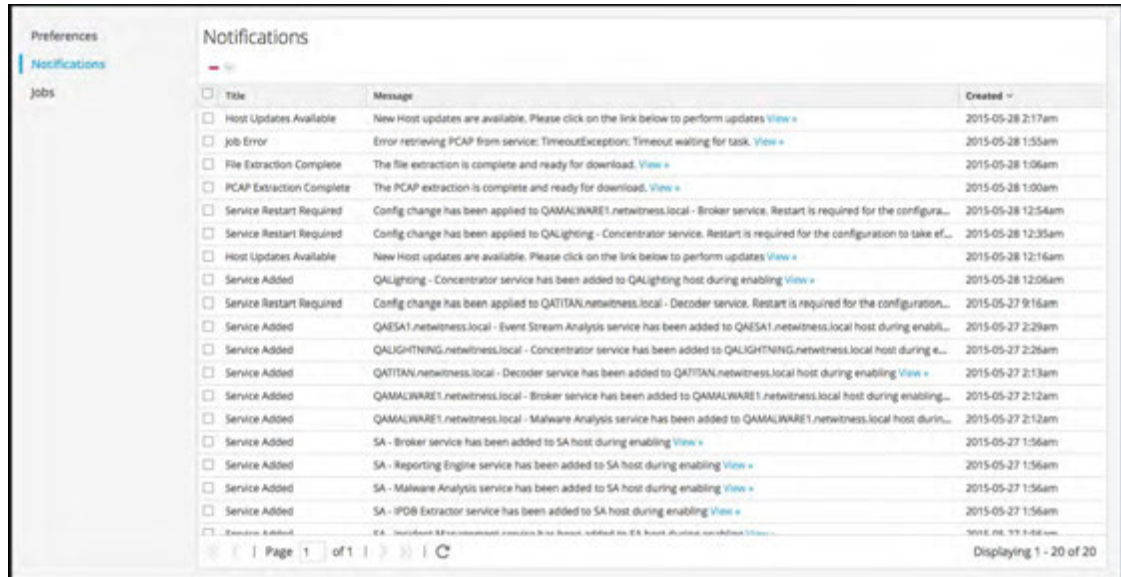 Preferences
Notifications
Jobs
Notifications
Title Message Created
Host Updates Available New Host updates are available. Please click on the link below to perform updates View » 2015-05-28 2:17am
Job Error Error retrieving PCAP from service: TimeoutException: Timeout waiting for task. View » 2015-05-28 1:55am
File Extraction Complete The file extraction is complete and ready for download. View » 2015-05-28 1:06am
PCAP Extraction Complete The PCAP extraction is complete and ready for download. View » 2015-05-28 1:00am
Service Restart Required Config change has been applied to QAMALWARE1.netwitness.local - Broker service. Restart is required for the configura... 2015-05-28 12:54am
Service Restart Required Config change has been applied to QALighting - Concentrator service. Restart is required for the configuration to take ef... 2015-05-28 12:35am
Host Updates Available New Host updates are available. Please click on the link below to perform updates View » 2015-05-28 12:16am
Service Added QALighting - Concentrator service has been added to QALighting host during enabling View » 2015-05-28 12:06am
Service Restart Required Config change has been applied to QATITAN.netwitness.local - Decoder service. Restart is required for the configuration... 2015-05-27 9:16am
Service Added QAESA1.netwitness.local - Event Stream Analysis service has been added to QAESA1.netwitness.local host during enabli... 2015-05-27 2:29am
Service Added QALIGHTNING.netwitness.local - Concentrator service has been added to QALIGHTNING.netwitness.local host during e... 2015-05-27 2:26am
Service Added QATITAN.netwitness.local - Decoder service has been added to QATITAN.netwitness.local host during enabling View » 2015-05-27 2:13am
Service Added QAMALWARE1.netwitness.local - Broker service has been added to QAMALWARE1.netwitness.local host during enabling... 2015-05-27 2:12am
Service Added QAMALWARE1.netwitness.local - Malware Analysis service has been added to QAMALWARE1.netwitness.local host durin... 2015-05-27 2:12am
Service Added SA - Broker service has been added to SA host during enabling View » 2015-05-27 1:56am
Service Added SA - Reporting Engine service has been added to SA host during enabling View » 2015-05-27 1:56am
Service Added SA - Malware Analysis service has been added to SA host during enabling View » 2015-05-27 1:56am
Service Added SA - IPDB Extractor service has been added to SA host during enabling View » 2015-05-27 1:56am
Service Added SA - Incident Management service has been added to SA host during enabling View » 2015-05-27 1:56am
Page 1 of 1 Displaying 1 - 20 of 20